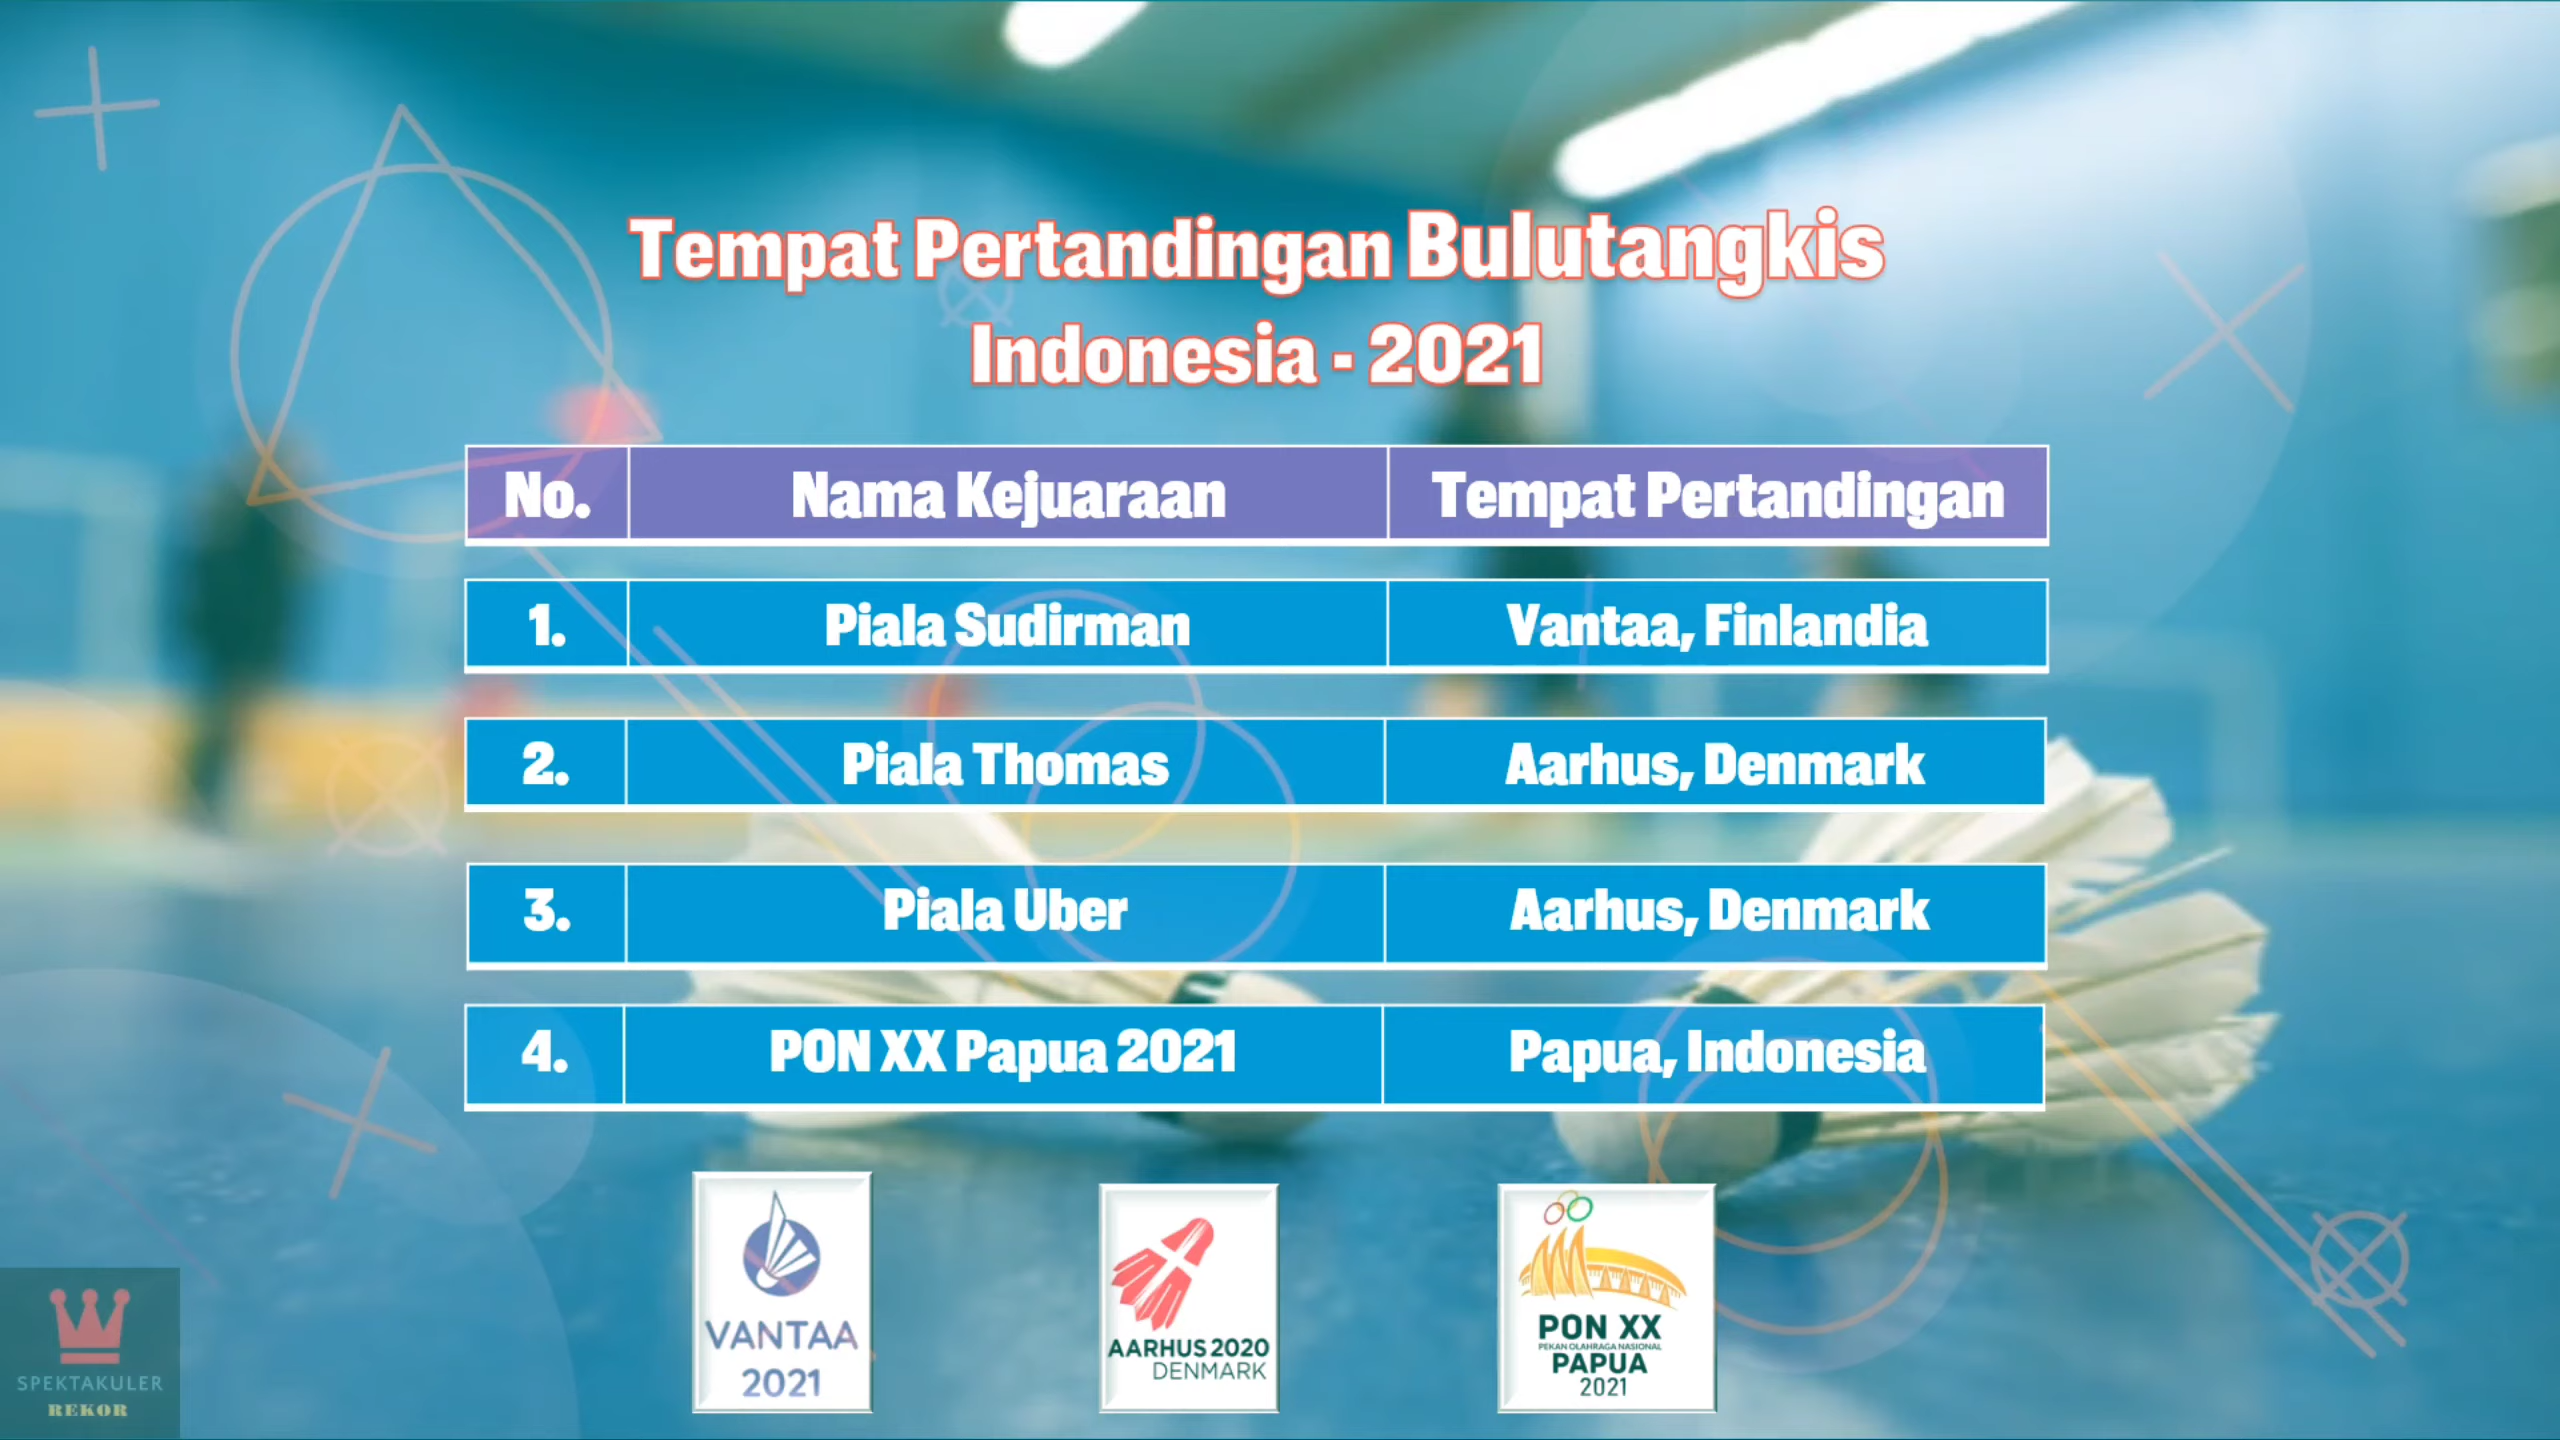 Tempat Pertandingan Bulutangkis
Indonesia - 2021
No. Nama Kejuaraan Tempat Pertandingan
1. Piala Sudirman Vantaa, Finlandia
2. Piala Thomas Aarhus, Denmark
3. Piala Uber Aarhus, Denmark
4. PON XX Papua 2021 Papua, Indonesia
VANTAA
2021
AARHUS 2020
DENMARK
PON XX
PEKAN OLAHRAGA NASIONAL
PAPUA
2021
SPEKTAKULER
REKOR